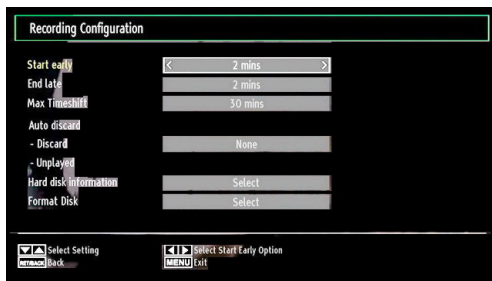 Recording Configuration
Start early
< 2 mins >
End late
2 mins
Max Timeshift
30 mins
Auto discard
- Discard
None
- Unplayed
Hard disk information
Select
Format Disk
Select
▼▲ Select Setting
◀▶ Select Start Early Option
RET/BACK Back
MENU Exit